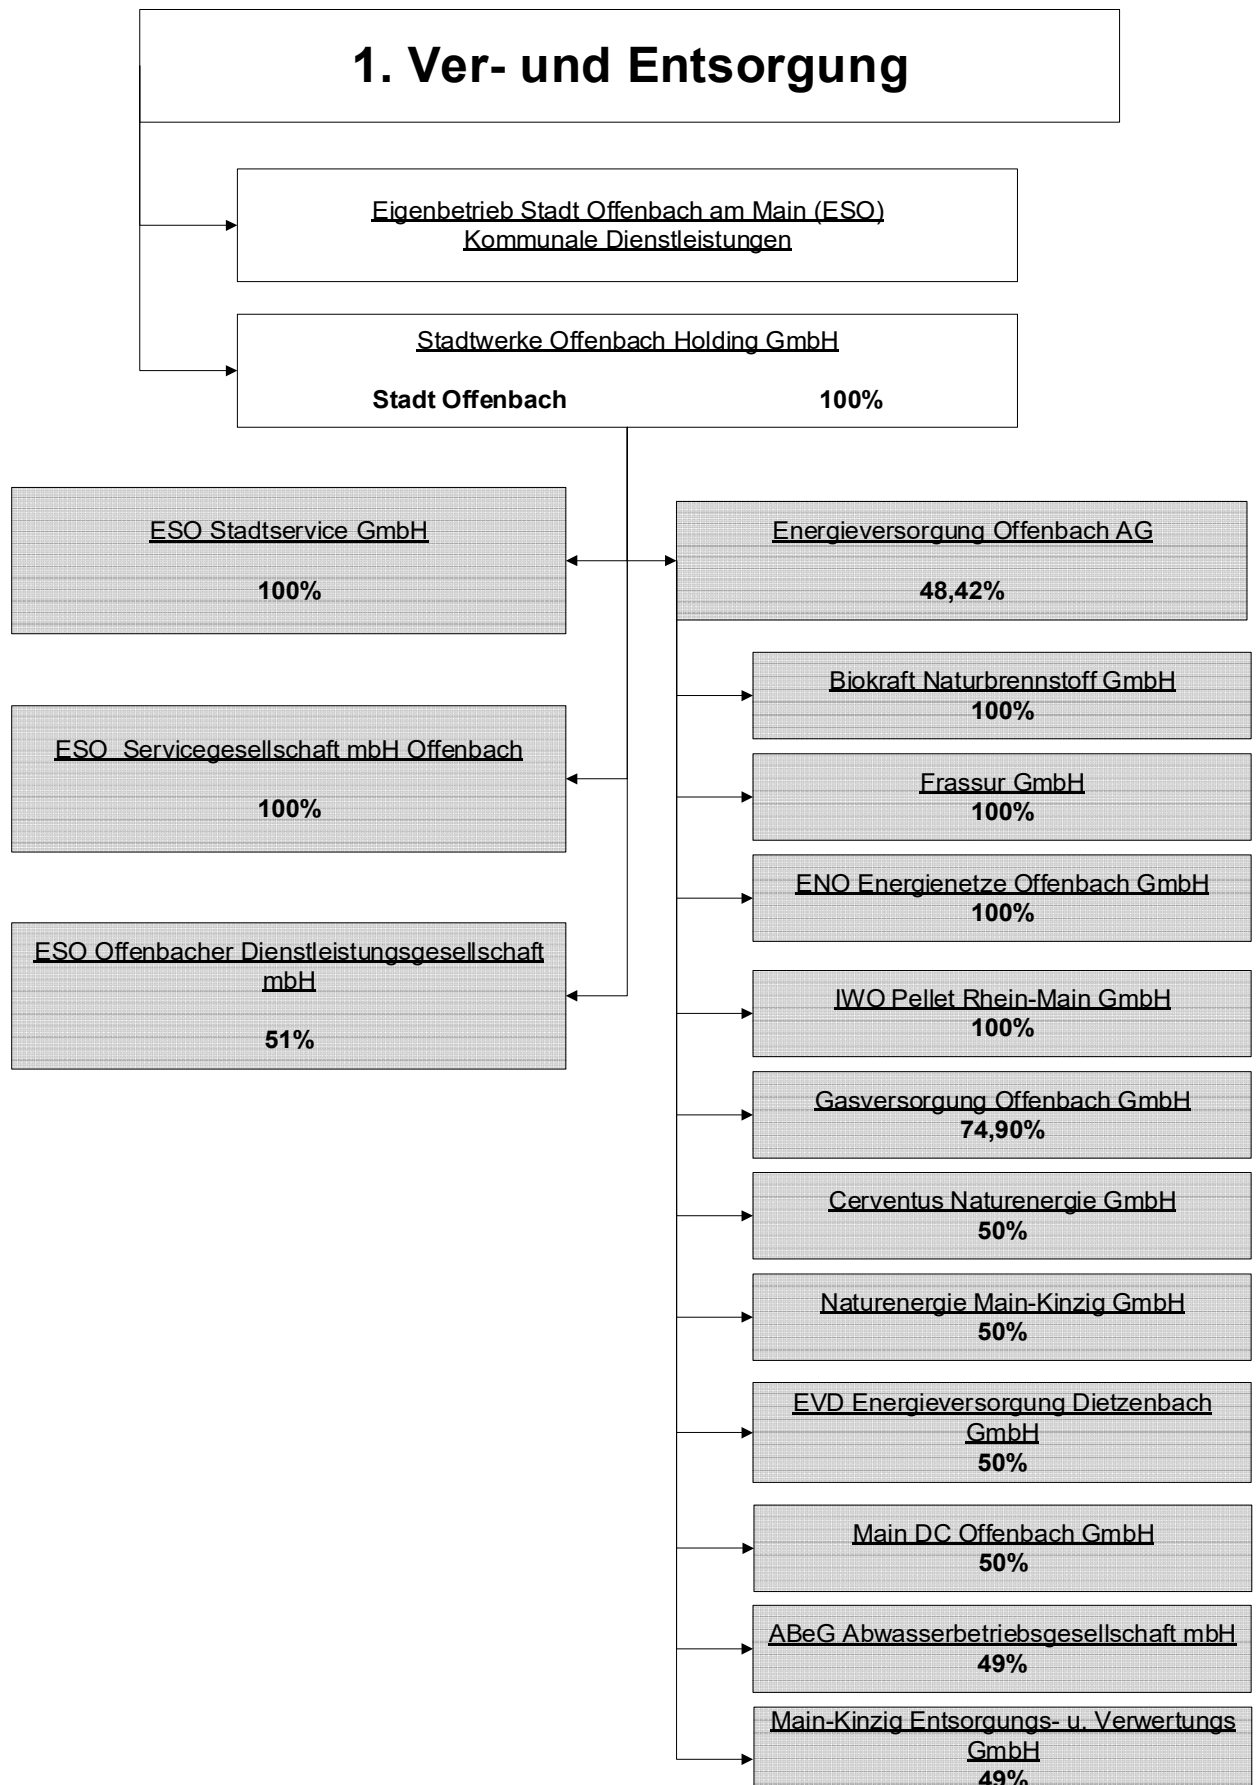 1. Ver- und Entsorgung
Eigenbetrieb Stadt Offenbach am Main (ESO)
Kommunale Dienstleistungen
Stadtwerke Offenbach Holding GmbH
Stadt Offenbach 100%
ESO Stadtservice GmbH
100%
ESO Servicegesellschaft mbH Offenbach
100%
ESO Offenbacher Dienstleistungsgesellschaft
mbH
51%
Energieversorgung Offenbach AG
48,42%
Biokraft Naturbrennstoff GmbH
100%
Frassur GmbH
100%
ENO Energienetze Offenbach GmbH
100%
IWO Pellet Rhein-Main GmbH
100%
Gasversorgung Offenbach GmbH
74,90%
Cerventus Naturenergie GmbH
50%
Naturenergie Main-Kinzig GmbH
50%
EVD Energieversorgung Dietzenbach
GmbH
50%
Main DC Offenbach GmbH
50%
ABeG Abwasserbetriebsgesellschaft mbH
49%
Main-Kinzig Entsorgungs- u. Verwertungs
GmbH
49%